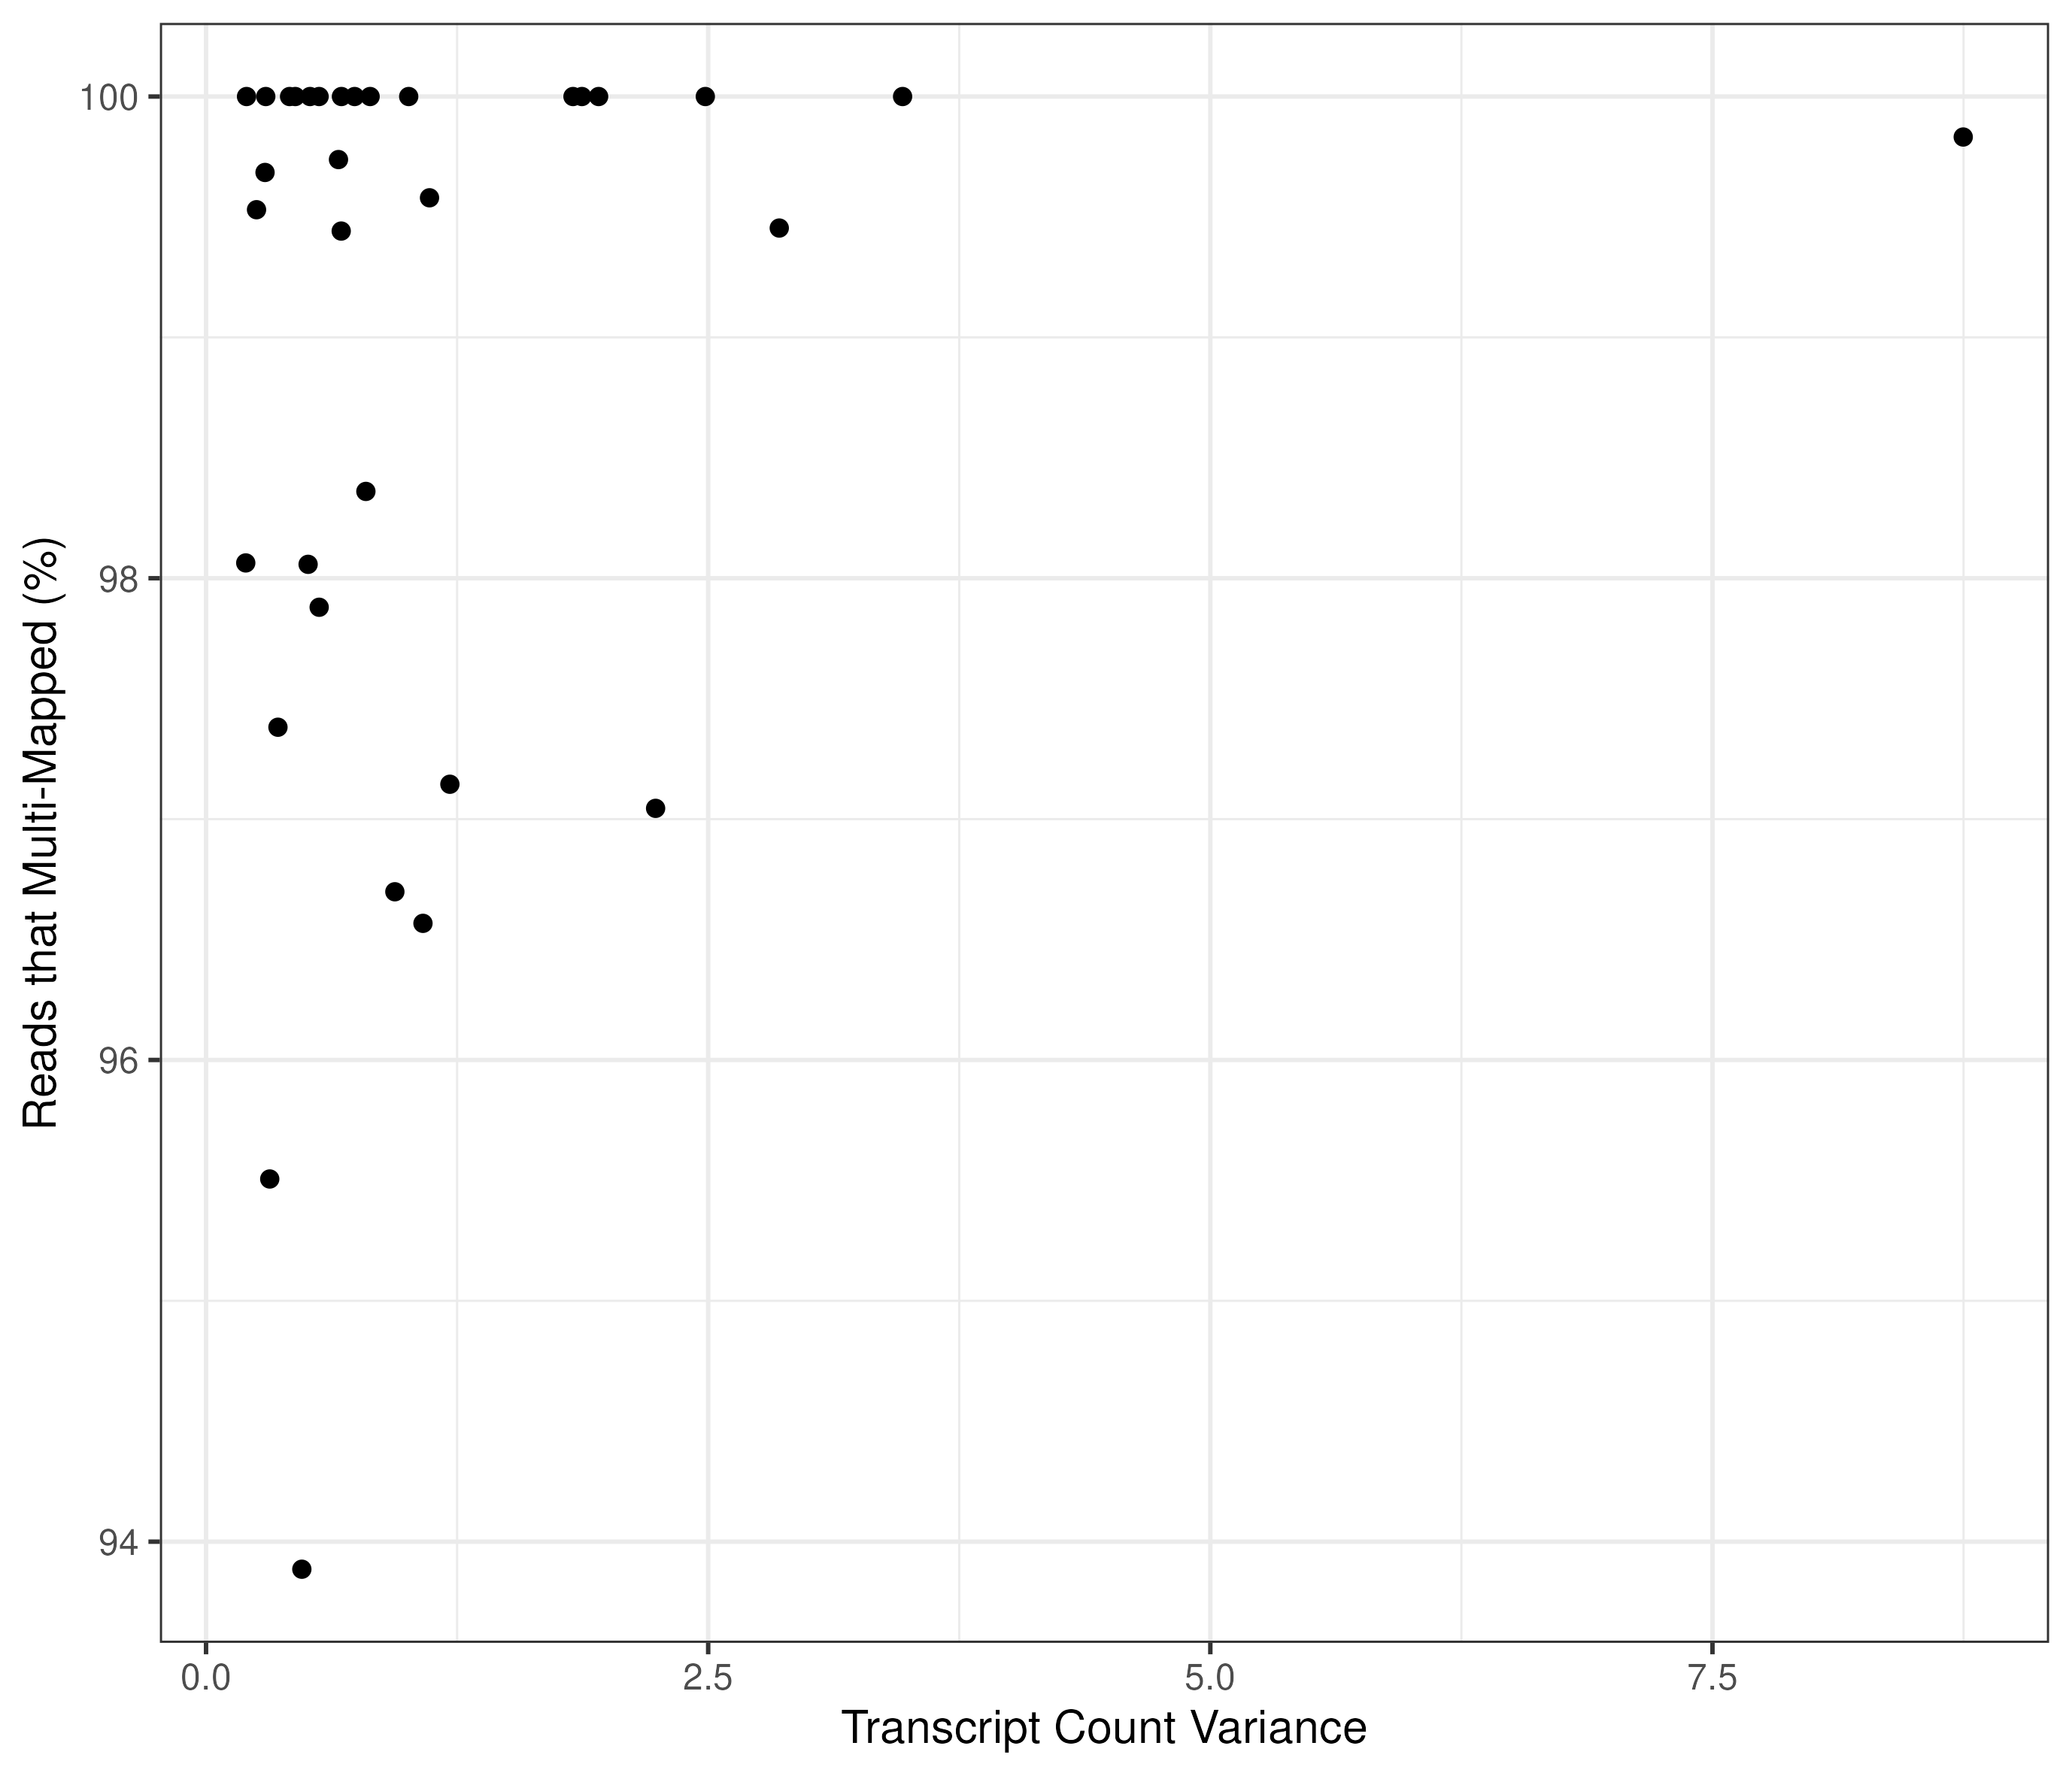 Reads that Multi-Mapped (%)
100
98
96
94
0.0 2.5 5.0 7.5
Transcript Count Variance